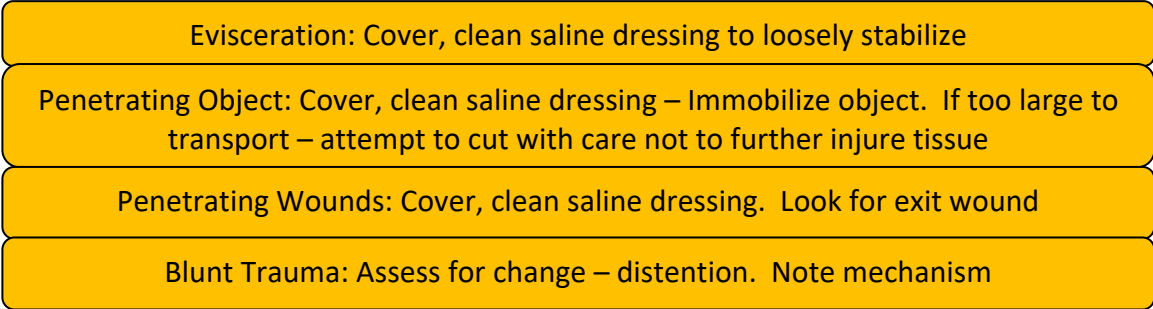 Evisceration: Cover, clean saline dressing to loosely stabilize
Penetrating Object: Cover, clean saline dressing – Immobilize object.  If too large to
transport – attempt to cut with care not to further injure tissue
Penetrating Wounds: Cover, clean saline dressing.  Look for exit wound
Blunt Trauma: Assess for change – distention.  Note mechanism